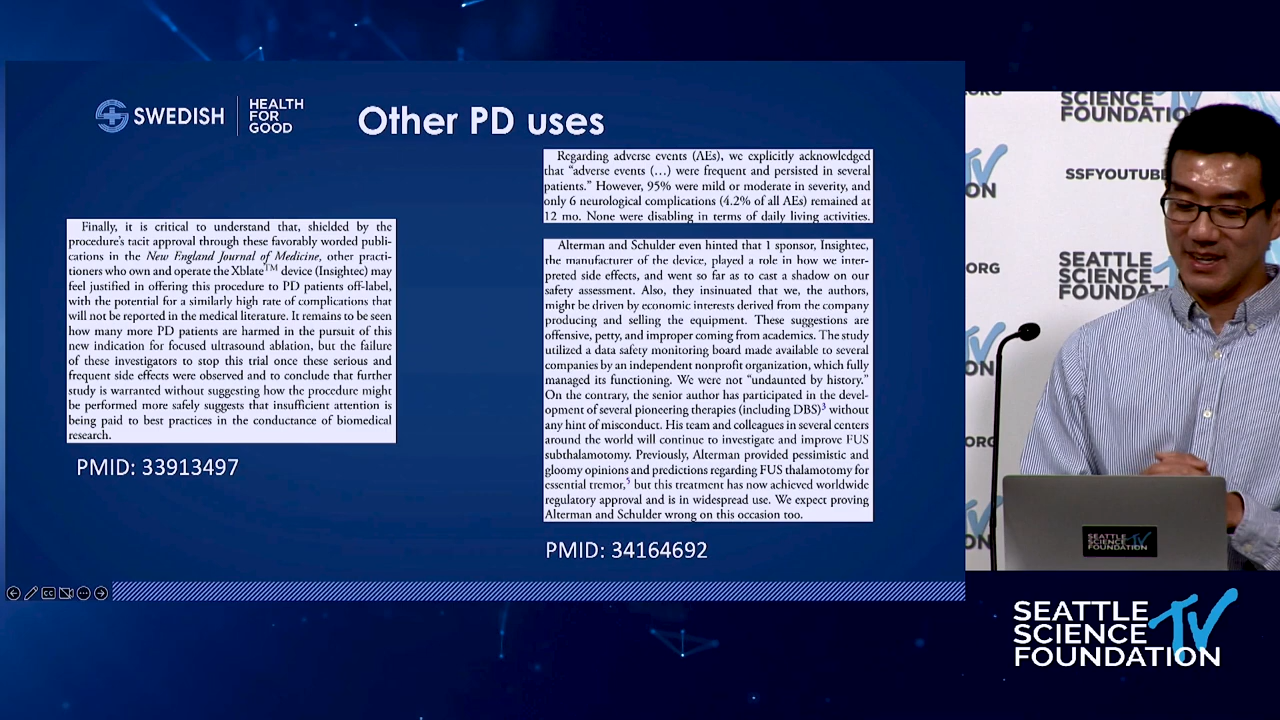 SWEDISH
HEALTH
FOR
GOOD
Other PD uses
Finally, it is critical to understand that, shielded by the
procedure's tacit approval through these favorably worded publi-
cations in the New England Journal of Medicine, other practi-
tioners who own and operate the Xblate™ device (Insightec) may
feel justified in offering this procedure to PD patients off-label,
with the potential for a similarly high rate of complications that
will not be reported in the medical literature. It remains to be seen
how many more PD patients are harmed in the pursuit of this
new indication for focused ultrasound ablation, but the failure
of these investigators to stop this trial once these serious and
frequent side effects were observed and to conclude that further
study is warranted without suggesting how the procedure might
be performed more safely suggests that insufficient attention is
being paid to best practices in the conductance of biomedical
research.
PMID: 33913497
Regarding adverse events (AEs), we explicitly acknowledged
that “adverse events (…) were frequent and persisted in several
patients.” However, 95% were mild or moderate in severity, and
only 6 neurological complications (4.2% of all AEs) remained at
12 mo. None were disabling in terms of daily living activities.
Alterman and Schulder even hinted that 1 sponsor, Insightec,
the manufacturer of the device, played a role in how we inter-
preted side effects, and went so far as to cast a shadow on our
safety assessment. Also, they insinuated that we, the authors,
might be driven by economic interests derived from the company
producing and selling the equipment. These suggestions are
offensive, petty, and improper coming from academics. The study
utilized a data safety monitoring board made available to several
companies by an independent nonprofit organization, which fully
managed its functioning. We were not “undaunted by history.”
On the contrary, the senior author has participated in the devel-
opment of several pioneering therapies (including DBS)3 without
any hint of misconduct. His team and colleagues in several centers
around the world will continue to investigate and improve FUS
subthalamotomy. Previously, Alterman provided pessimistic and
gloomy opinions and predictions regarding FUS thalamotomy for
essential tremor,5 but this treatment has now achieved worldwide
regulatory approval and is in widespread use. We expect proving
Alterman and Schulder wrong on this occasion too.
PMID: 34164692
CC
.ORG
SCIENCE
FOUNDATIO
TV
ON
SSFYOUTUBE
.ORG
SEATTLE
SCIENCE
FOUNDATI
.ORG
ON
SEATTLE
SCIENCE
FOUNDATION
TV
SEATTLE
SCIENCE
FOUNDATION
TV